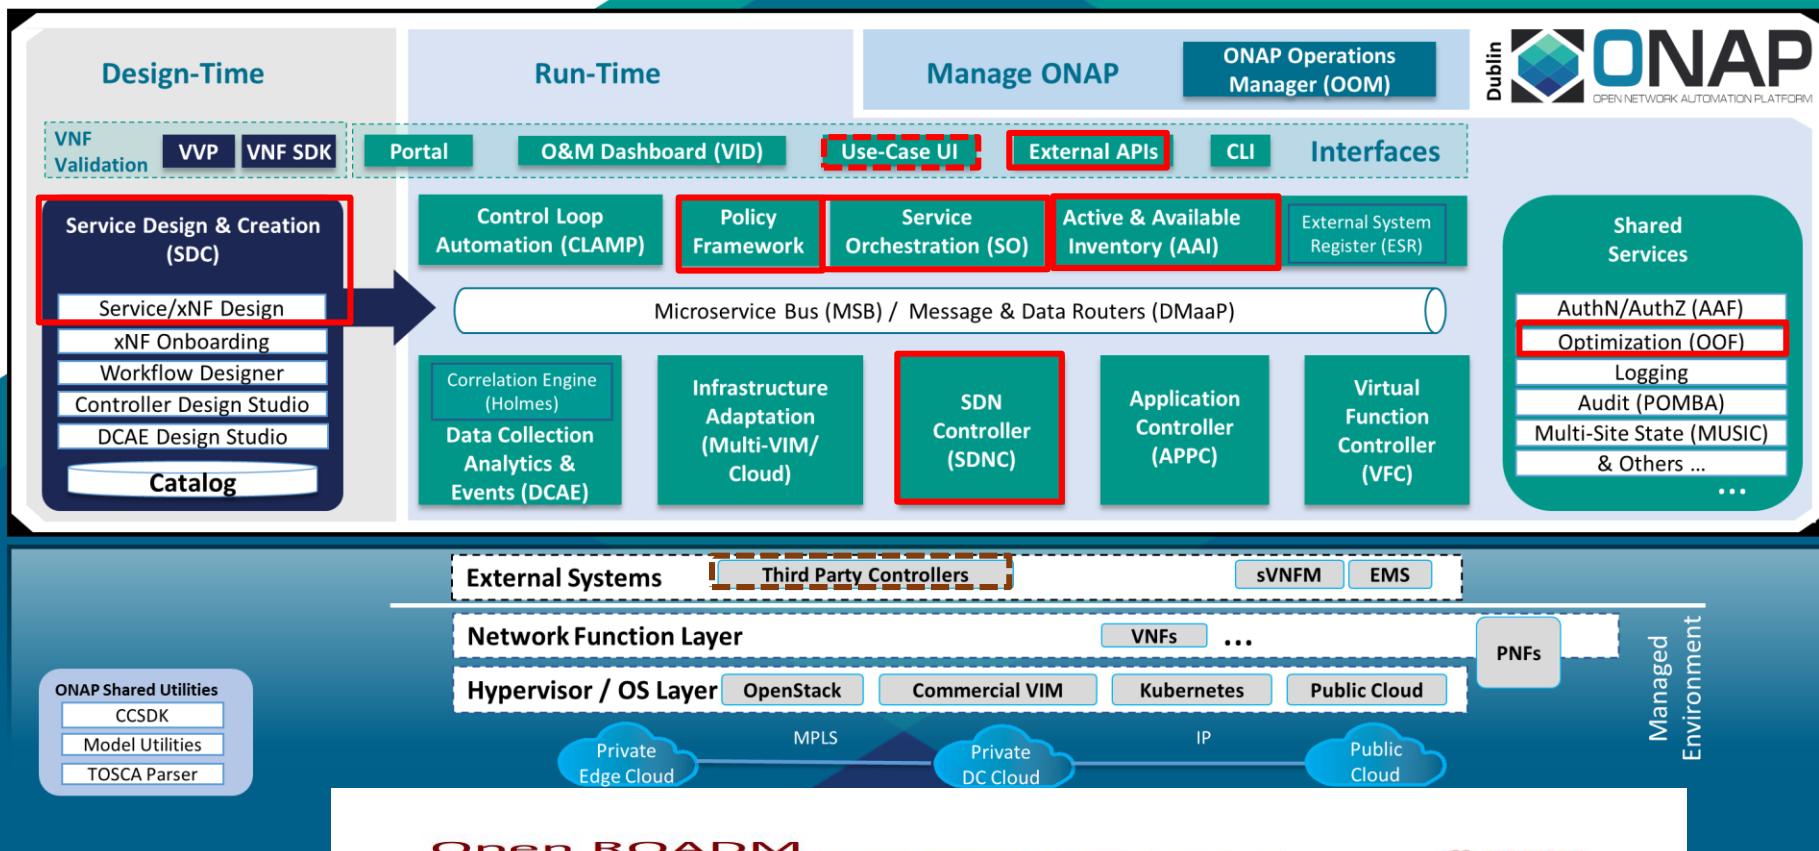 Design-Time
Run-Time
Manage ONAP
ONAP Operations
Manager (OOM)
Dublin
ONAP
OPEN NETWORK AUTOMATION PLATFORM
VNF
Validation
VVP
VNF SDK
Portal
O&M Dashboard (VID)
Use-Case UI
External APIs
CLI
Interfaces
Service Design & Creation
(SDC)
Service/xNF Design
xNF Onboarding
Workflow Designer
Controller Design Studio
DCAE Design Studio
Catalog
Control Loop
Automation (CLAMP)
Policy
Framework
Service
Orchestration (SO)
Active & Available
Inventory (AAI)
External System
Register (ESR)
Microservice Bus (MSB) / Message & Data Routers (DMaaP)
Correlation Engine
(Holmes)
Data Collection
Analytics &
Events (DCAE)
Infrastructure
Adaptation
(Multi-VIM/
Cloud)
SDN
Controller
(SDNC)
Application
Controller
(APPC)
Virtual
Function
Controller
(VFC)
Shared
Services
AuthN/AuthZ (AAF)
Optimization (OOF)
Logging
Audit (POMBA)
Multi-Site State (MUSIC)
& Others ...
...
External Systems
Third Party Controllers
sVNFM
EMS
Network Function Layer
VNFs
...
PNFs
Hypervisor / OS Layer
OpenStack
Commercial VIM
Kubernetes
Public Cloud
Managed
Environment
ONAP Shared Utilities
CCSDK
Model Utilities
TOSCA Parser
Private
Edge Cloud
MPLS
Private
DC Cloud
IP
Public
Cloud
Open ROADM